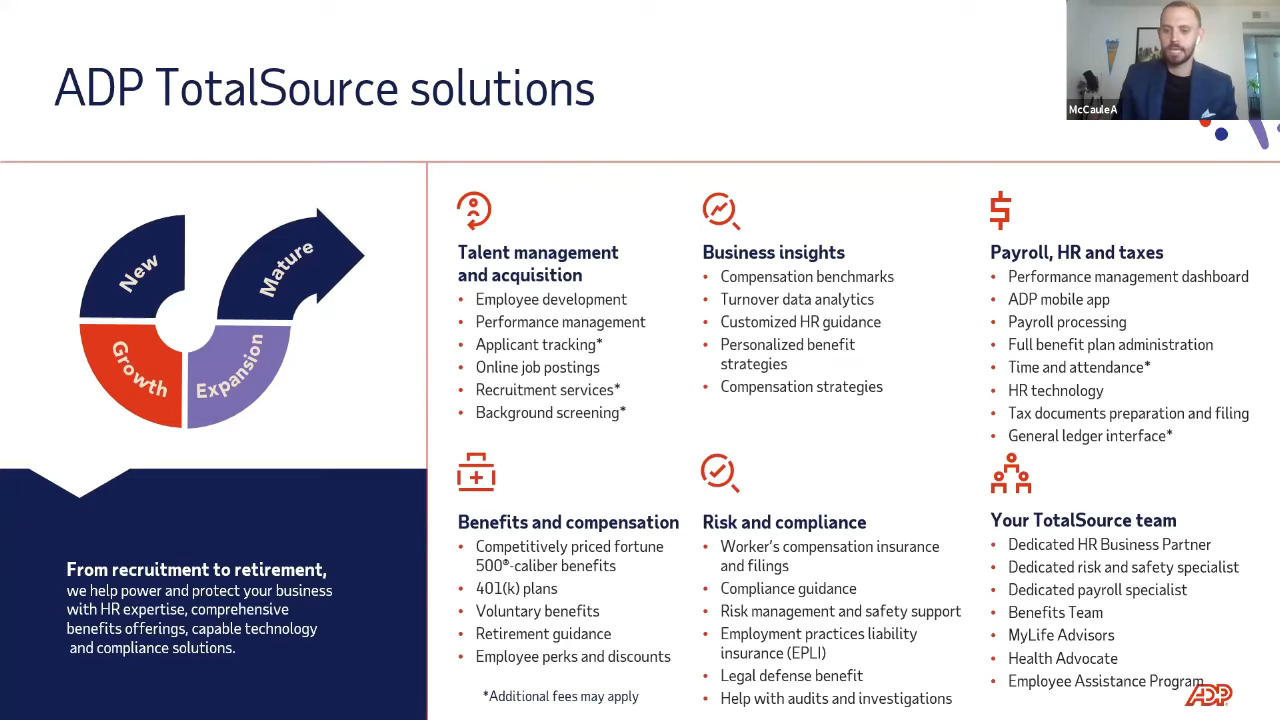 ADP TotalSource solutions
McCauleA
New
Mature
Growth
Expansion
From recruitment to retirement,
we help power and protect your business
with HR expertise, comprehensive
benefits offerings, capable technology
and compliance solutions.
Talent management
and acquisition
• Employee development
• Performance management
• Applicant tracking*
• Online job postings
• Recruitment services*
• Background screening*
Business insights
• Compensation benchmarks
• Turnover data analytics
• Customized HR guidance
• Personalized benefit
strategies
• Compensation strategies
Payroll, HR and taxes
• Performance management dashboard
• ADP mobile app
• Payroll processing
• Full benefit plan administration
• Time and attendance*
• HR technology
• Tax documents preparation and filing
• General ledger interface*
Benefits and compensation
• Competitively priced fortune
500®-caliber benefits
• 401(k) plans
• Voluntary benefits
• Retirement guidance
• Employee perks and discounts
*Additional fees may apply
Risk and compliance
• Worker's compensation insurance
and filings
• Compliance guidance
• Risk management and safety support
• Employment practices liability
insurance (EPLI)
• Legal defense benefit
• Help with audits and investigations
Your TotalSource team
• Dedicated HR Business Partner
• Dedicated risk and safety specialist
• Dedicated payroll specialist
• Benefits Team
• MyLife Advisors
• Health Advocate
• Employee Assistance Program
ADP